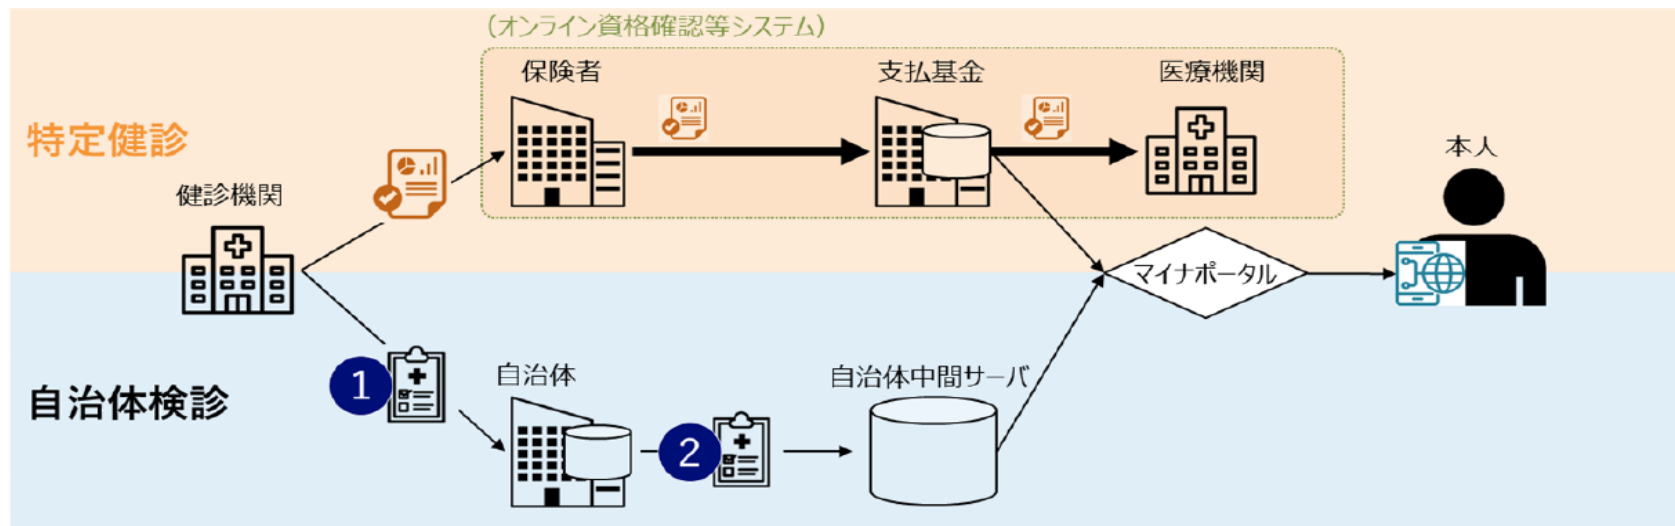 (オンライン資格確認等システム)
保険者
支払基金
医療機関
特定健診
本人
健診機関
マイナポータル
1
自治体
自治体中間サーバ
自治体検診
2